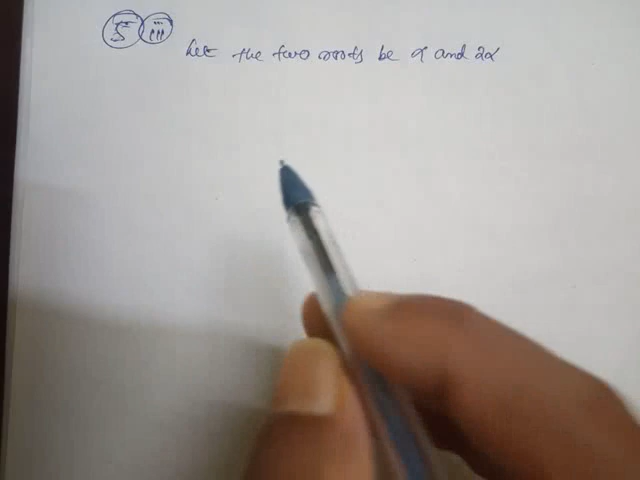 5 iii
Let the two roots be α and 2α